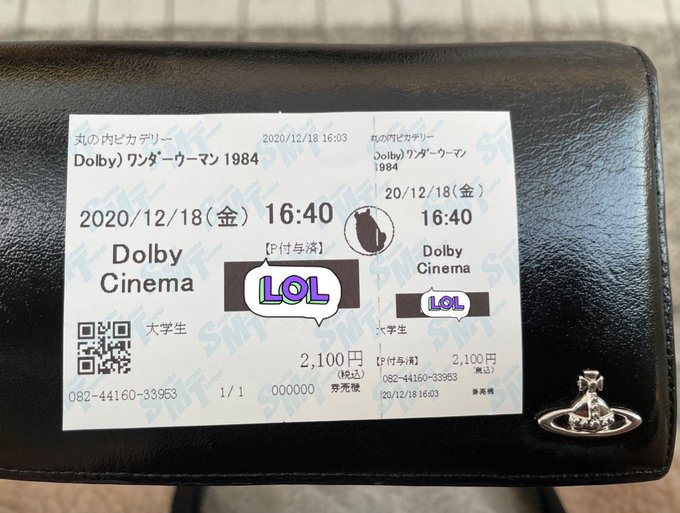 丸の内ピカデリー
2020/12/18 16:03
Dolby)ワンダーウーマン 1984
2020/12/18(金) 16:40
【P付与済】
Dolby
Cinema
LOL
大学生
2,100円
(税込)
082-44160-33953
1/1
000000
券売機
丸の内ピカデリー
Dolby)ワンダーウーマン
1984
20/12/18(金)
16:40
Dolby
Cinema
LOL
大学生
【P付与済】
2,100円
(税込)
082-44160-33953
'20/12/18 16:03
券売機
SMT